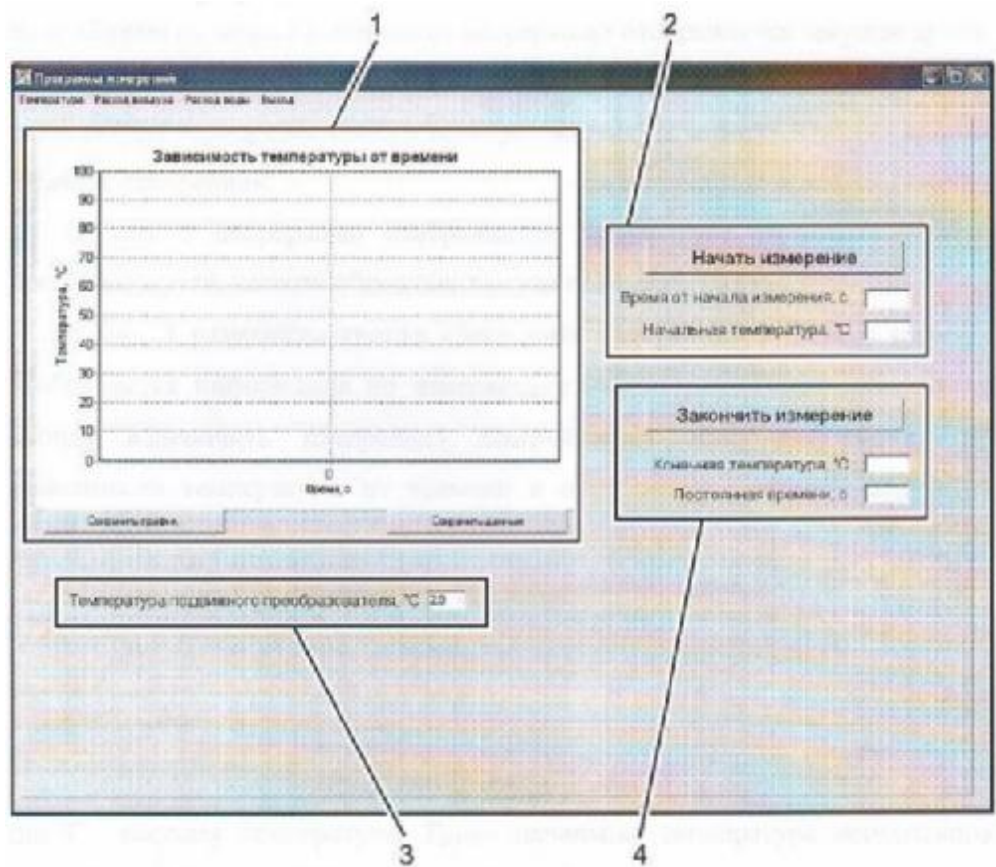 1
2
Программа измерений
Температура Расход воздуха Расход воды Выход
Зависимость температуры от времени
100
90
80
70
60
50
40
30
20
10
0
Температура, °C
0
Время, с
Сохранить график
Сохранить данные
Начать измерение
Время от начала измерения, с
Начальная температура, °C
Закончить измерение
Конечная температура, °C
Постоянная времени, с
Температура подвижного преобразователя, °C
3
4